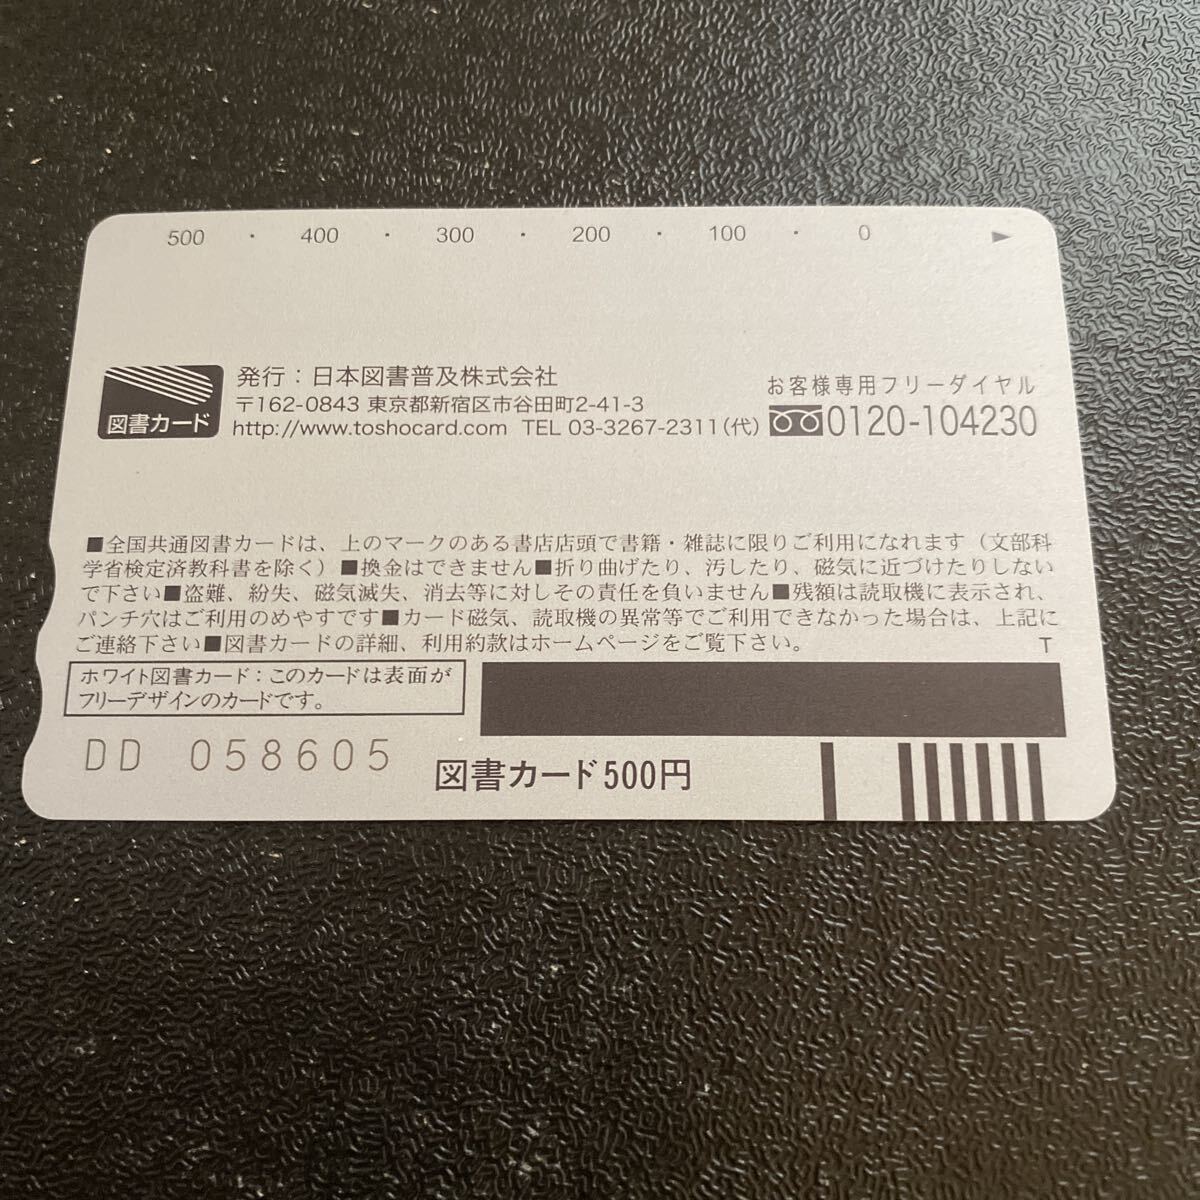 500 ・ 400 ・ 300 ・ 200 ・ 100 ・ 0 ►
図書カード
発行：日本図書普及株式会社
〒162-0843 東京都新宿区市谷田町2-41-3
http://www.toshocard.com TEL 03-3267-2311(代)
お客様専用フリーダイヤル
0120-104230
■全国共通図書カードは、上のマークのある書店店頭で書籍・雑誌に限りご利用になれます（文部科
学省検定済教科書を除く）■換金はできません■折り曲げたり、汚したり、磁気に近づけたりしない
で下さい■盗難、紛失、磁気滅失、消去等に対しその責任を負いません■残額は読取機に表示され、
パンチ穴はご利用のめやすです■カード磁気、読取機の異常等でご利用できなかった場合は、上記に
ご連絡下さい■図書カードの詳細、利用約款はホームページをご覧下さい。
T
ホワイト図書カード：このカードは表面が
フリーデザインのカードです。
DD 058605
図書カード500円